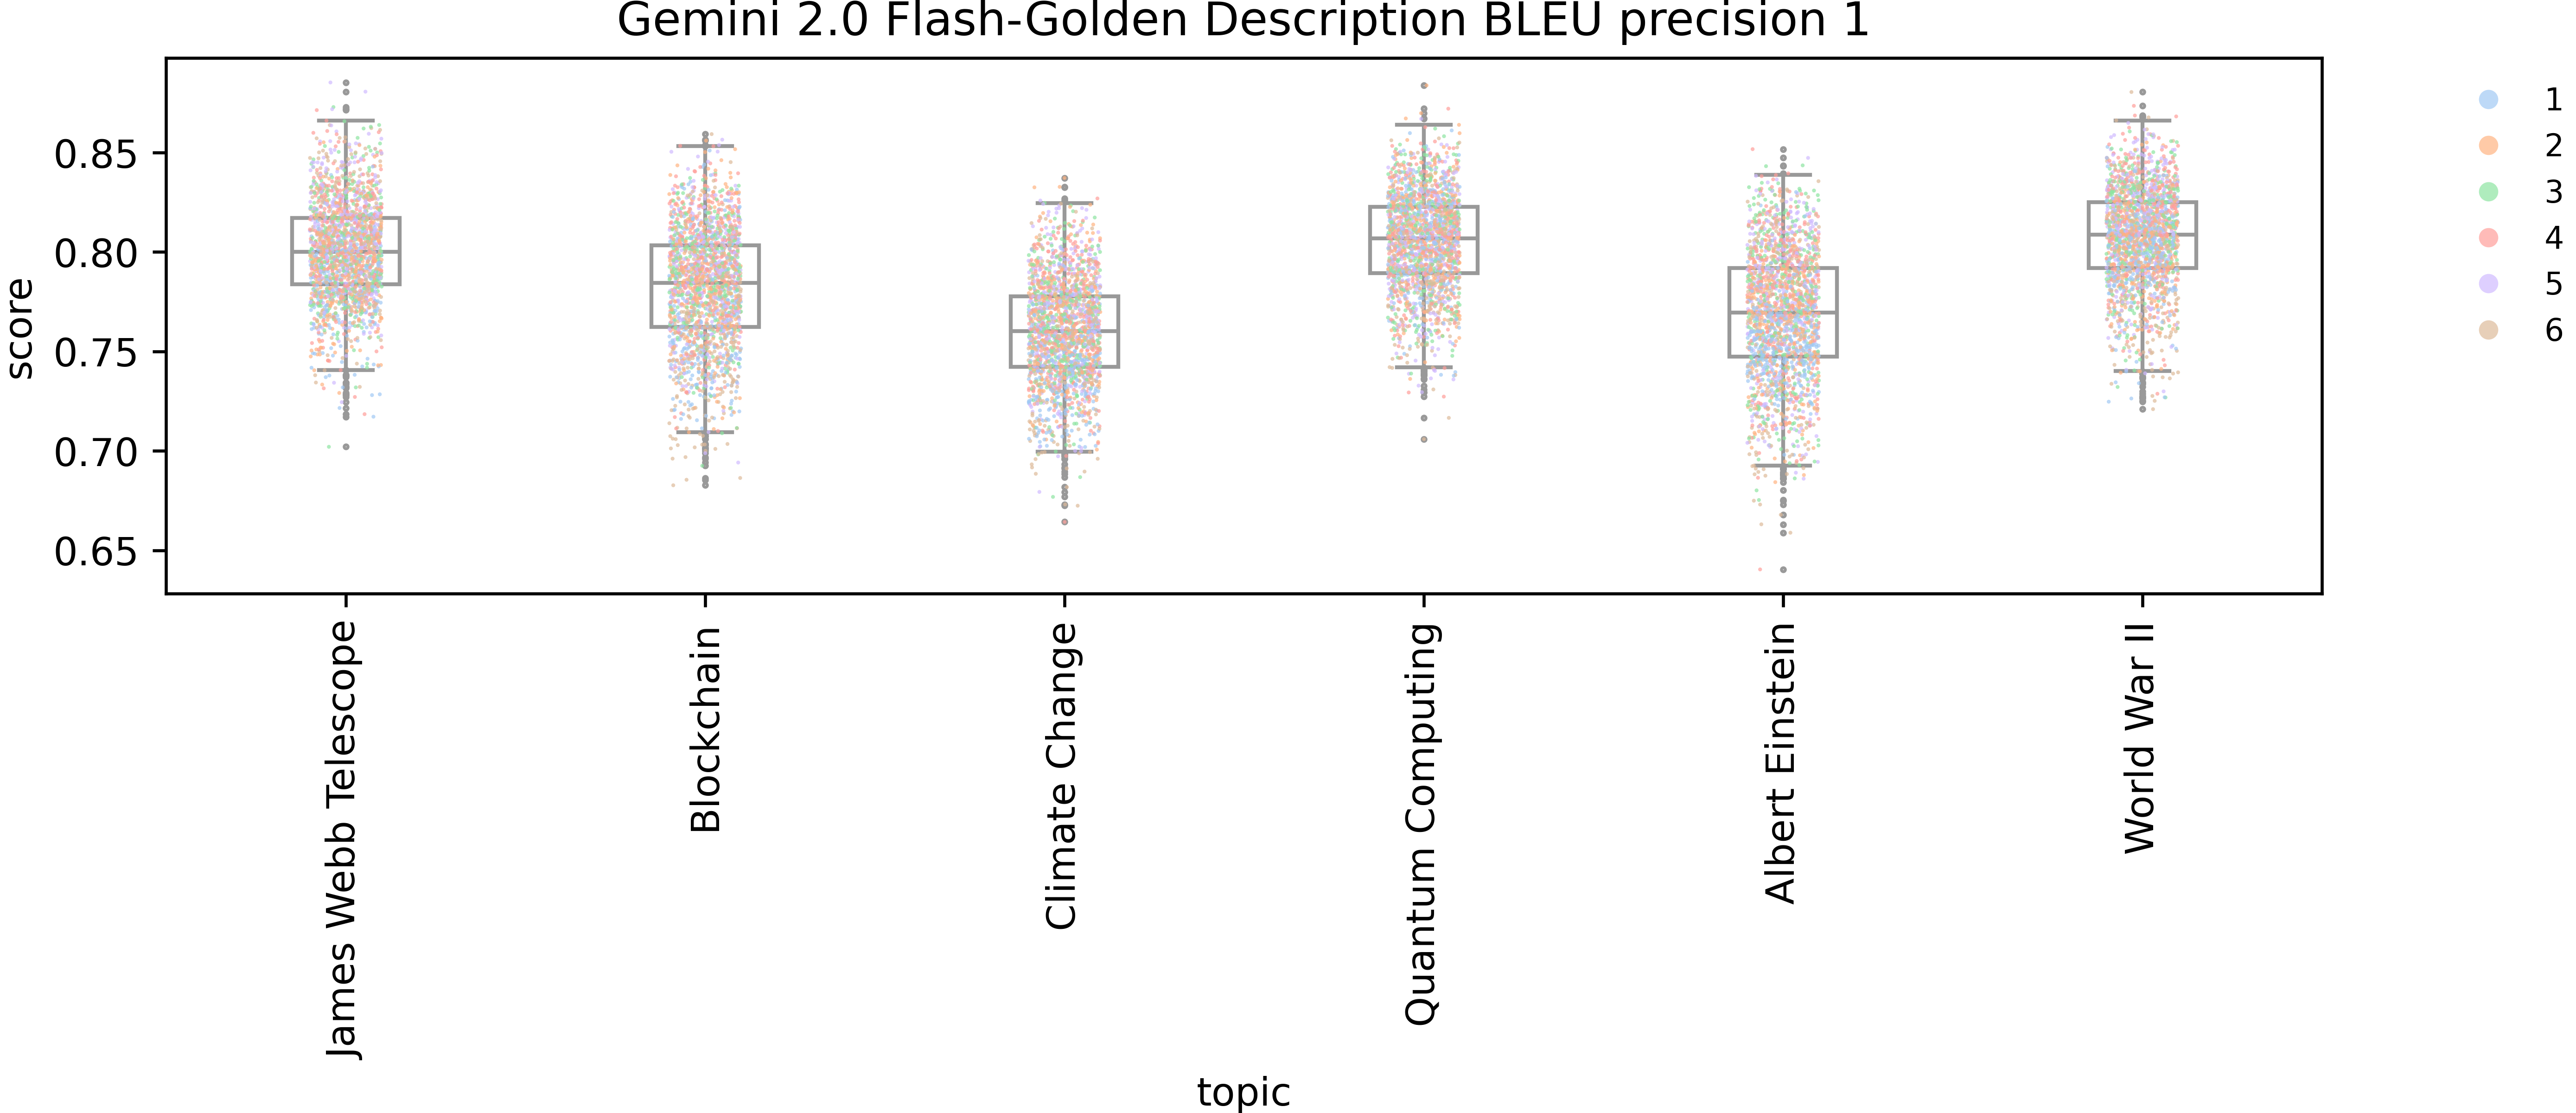 Gemini 2.0 Flash-Golden Description BLEU precision 1
score
0.85
0.80
0.75
0.70
0.65
1
2
3
4
5
6
James Webb Telescope
Blockchain
Climate Change
Quantum Computing
Albert Einstein
World War II
topic